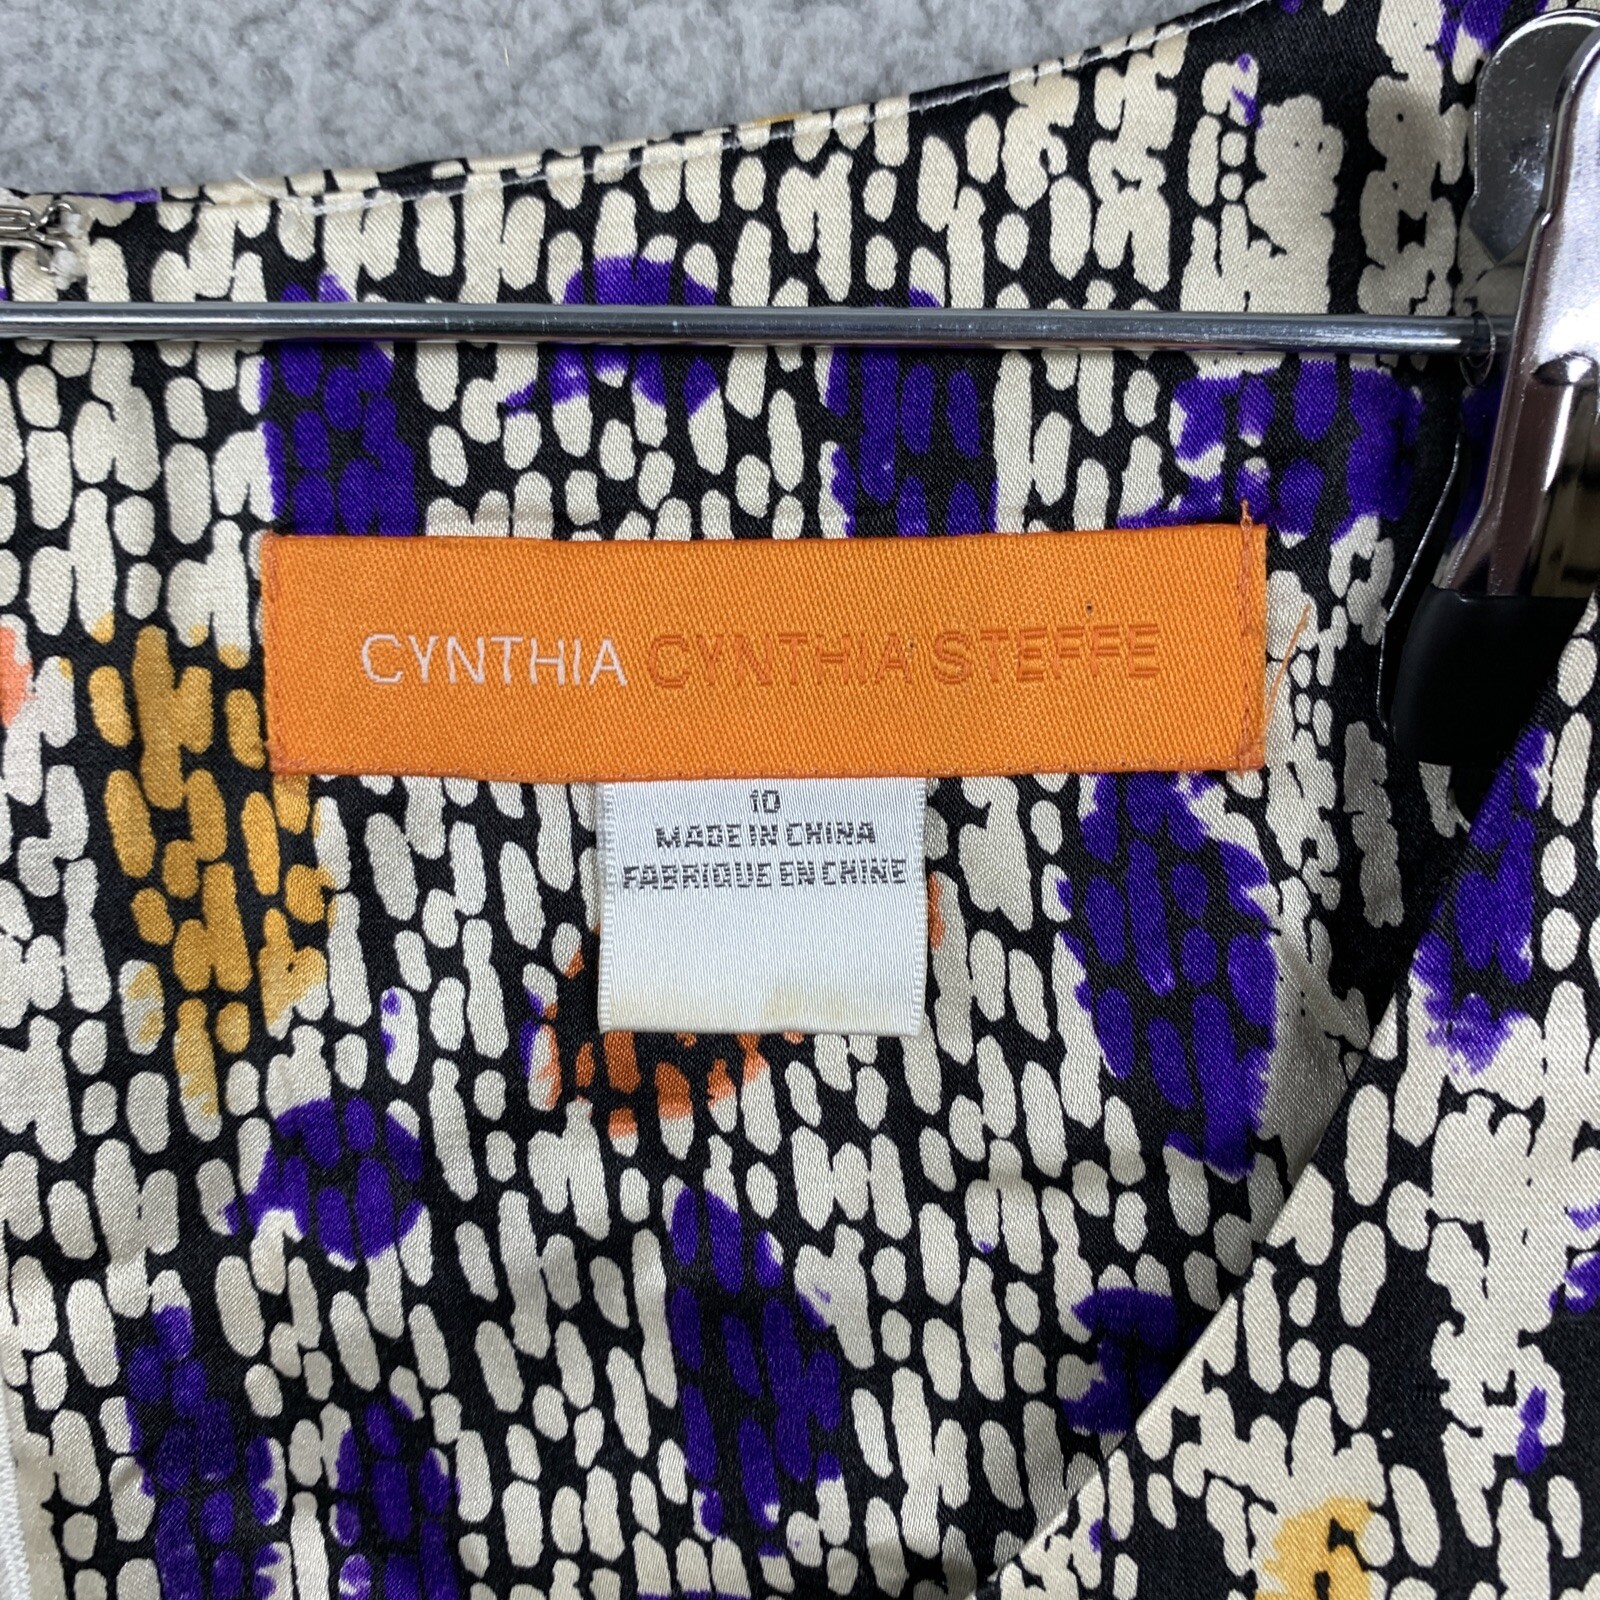 CYNTHIA CYNTHIA STEFFE
10
MADE IN CHINA
FABRIQUE EN CHINE